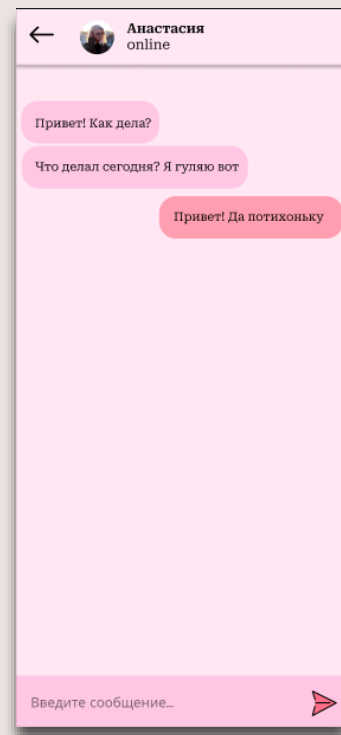 Анастасия
online
Привет! Как дела?
Что делал сегодня? Я гуляю вот
Привет! Да потихоньку
Введите сообщение...